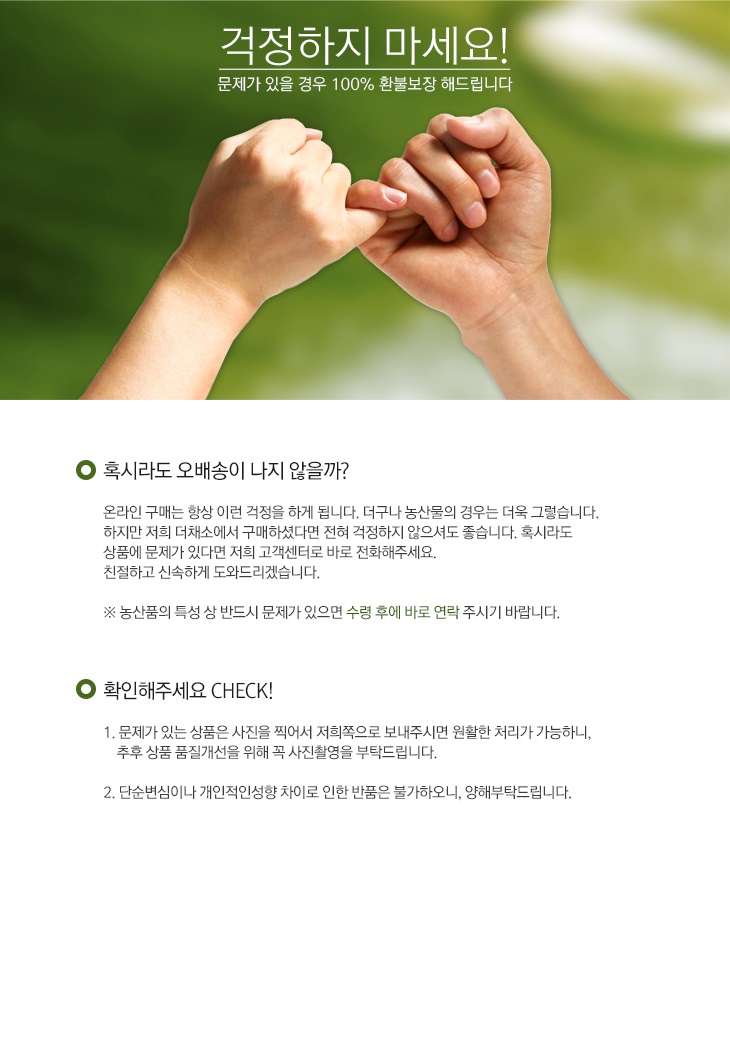 걱정하지 마세요!
문제가 있을 경우 100% 환불보장 해드립니다
혹시라도 오배송이 나지 않을까?
온라인 구매는 항상 이런 걱정을 하게 됩니다. 더구나 농산물의 경우는 더욱 그렇습니다.
하지만 저희 더채소에서 구매하셨다면 전혀 걱정하지 않으셔도 좋습니다. 혹시라도
상품에 문제가 있다면 저희 고객센터로 바로 전화해주세요.
친절하고 신속하게 도와드리겠습니다.
※ 농산품의 특성 상 반드시 문제가 있으면 수령 후에 바로 연락 주시기 바랍니다.
확인해주세요 CHECK!
1. 문제가 있는 상품은 사진을 찍어서 저희쪽으로 보내주시면 원활한 처리가 가능하니,
추후 상품 품질개선을 위해 꼭 사진촬영을 부탁드립니다.
2. 단순변심이나 개인적인성향 차이로 인한 반품은 불가하오니, 양해부탁드립니다.